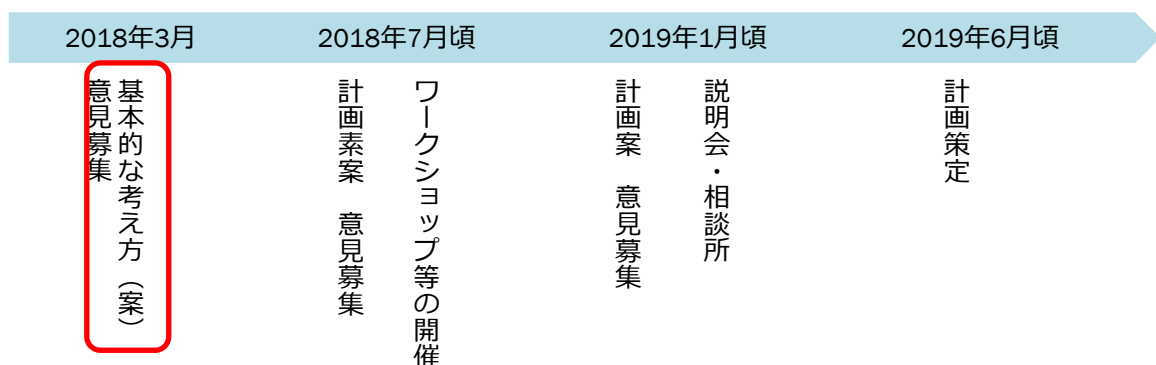 2018年3月
2018年7月頃
2019年1月頃
2019年6月頃
基本的な考え方（案）
意見募集
計画素案　意見募集
ワークショップ等の開催
計画案　意見募集
説明会・相談所
計画策定